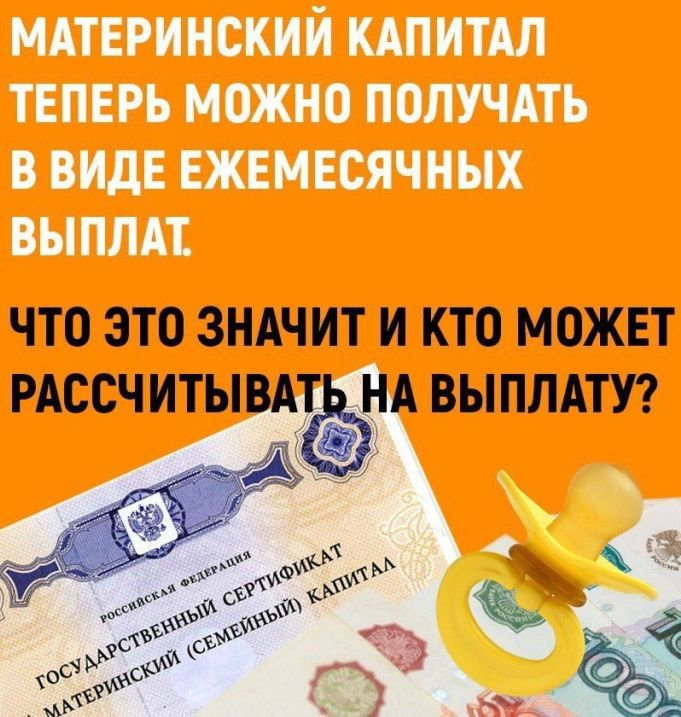 МАТЕРИНСКИЙ КАПИТАЛ
ТЕПЕРЬ МОЖНО ПОЛУЧАТЬ
В ВИДЕ ЕЖЕМЕСЯЧНЫХ
ВЫПЛАТ.
ЧТО ЭТО ЗНАЧИТ И КТО МОЖЕТ
РАССЧИТЫВАТЬ НА ВЫПЛАТУ?
РОССИЙСКАЯ ФЕДЕРАЦИЯ
ГОСУДАРСТВЕННЫЙ СЕРТИФИКАТ
МАТЕРИНСКИЙ (СЕМЕЙНЫЙ) КАПИТАЛ
100